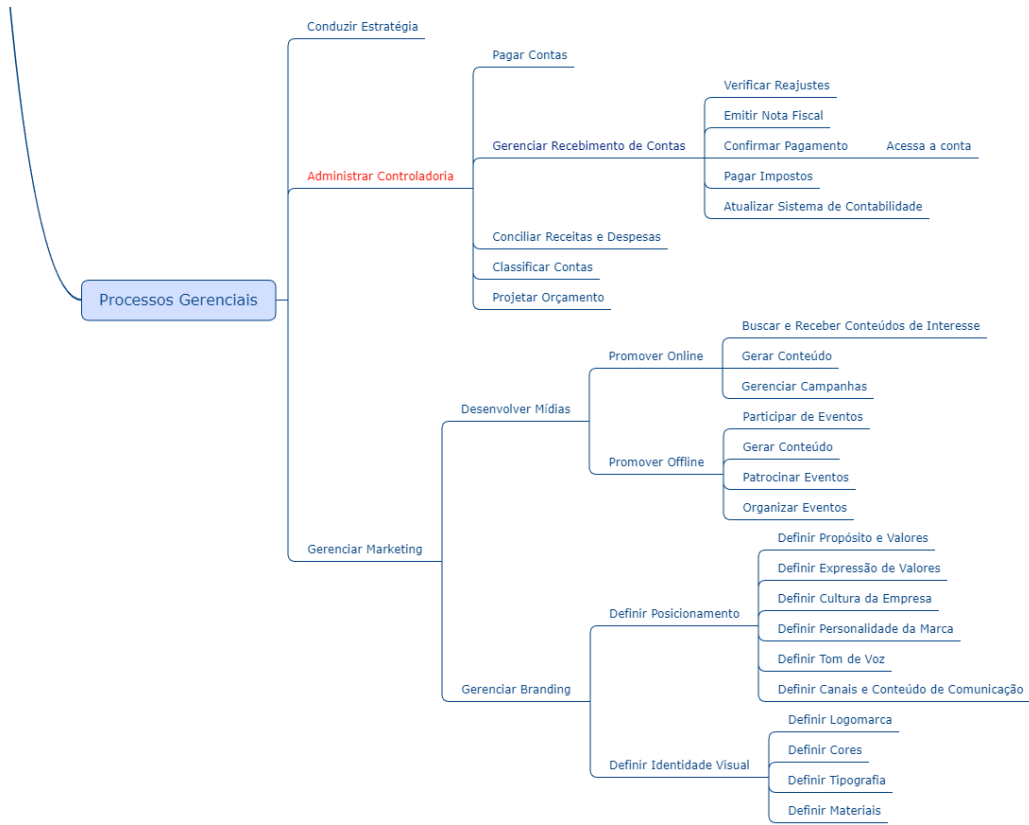 Conduzir Estratégia
Pagar Contas
Verificar Reajustes
Emitir Nota Fiscal
Gerenciar Recebimento de Contas
Confirmar Pagamento
Acessa a conta
Administrar Controladoria
Pagar Impostos
Atualizar Sistema de Contabilidade
Conciliar Receitas e Despesas
Classificar Contas
Projetar Orçamento
Processos Gerenciais
Buscar e Receber Conteúdos de Interesse
Promover Online
Gerar Conteúdo
Gerenciar Campanhas
Desenvolver Mídias
Participar de Eventos
Gerar Conteúdo
Promover Offline
Patrocinar Eventos
Organizar Eventos
Gerenciar Marketing
Definir Propósito e Valores
Definir Expressão de Valores
Definir Cultura da Empresa
Definir Posicionamento
Definir Personalidade da Marca
Definir Tom de Voz
Definir Canais e Conteúdo de Comunicação
Gerenciar Branding
Definir Logomarca
Definir Cores
Definir Identidade Visual
Definir Tipografia
Definir Materiais